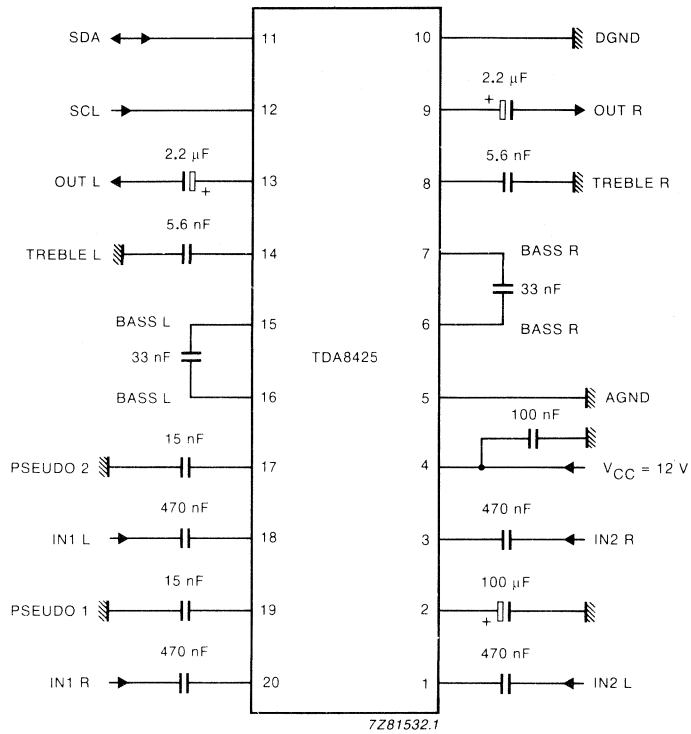 SDA 11 10 DGND
2.2 µF
SCL 12 9 + OUT R
2.2 µF 5.6 nF
OUT L + 13 8 TREBLE R
5.6 nF
TREBLE L 14 7 BASS R
33 nF
BASS L 15 6 BASS R
33 nF TDA8425
BASS L 16 5 AGND
100 nF
15 nF
PSEUDO 2 17 4 VCC = 12 V
470 nF 470 nF
IN1 L 18 3 IN2 R
15 nF 100 µF
PSEUDO 1 19 2 +
470 nF 470 nF
IN1 R 20 1 IN2 L
7Z81532.1